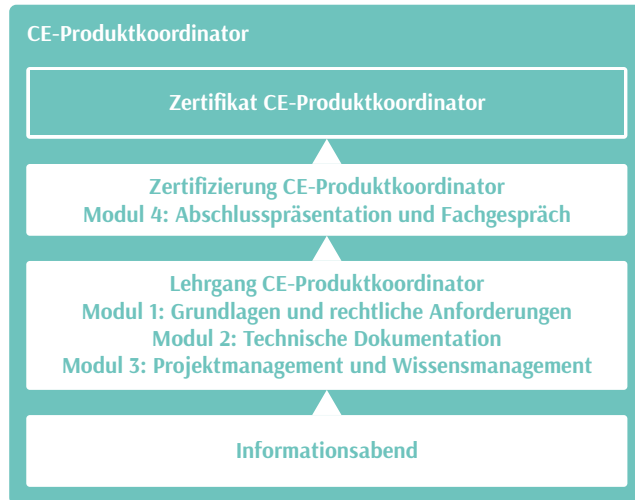 CE-Produktkoordinator
Zertifikat CE-Produktkoordinator
Zertifizierung CE-Produktkoordinator
Modul 4: Abschlusspräsentation und Fachgespräch
Lehrgang CE-Produktkoordinator
Modul 1: Grundlagen und rechtliche Anforderungen
Modul 2: Technische Dokumentation
Modul 3: Projektmanagement und Wissensmanagement
Informationsabend